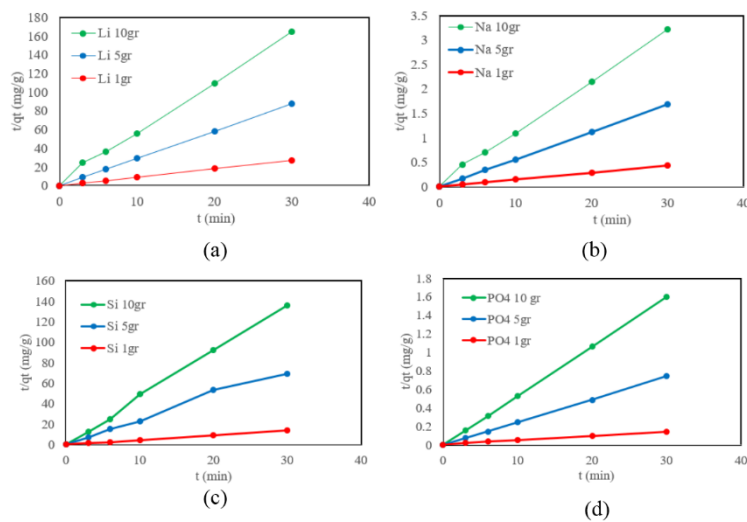 180
160
140
120
100
80
60
40
20
0
t/qt (mg/g)
Li 10gr
Li 5gr
Li 1gr
0 10 20 30 40
t (min)
(a)
3.5
3
2.5
2
1.5
1
0.5
0
t/qt (mg/g)
Na 10gr
Na 5gr
Na 1gr
0 10 20 30 40
t (min)
(b)
160
140
120
100
80
60
40
20
0
t/qt (mg/g)
Si 10gr
Si 5gr
Si 1gr
0 10 20 30 40
t (min)
(c)
1.8
1.6
1.4
1.2
1
0.8
0.6
0.4
0.2
0
t/qt (mg/g)
PO4 10 gr
PO4 5gr
PO4 1gr
0 10 20 30 40
t (min)
(d)